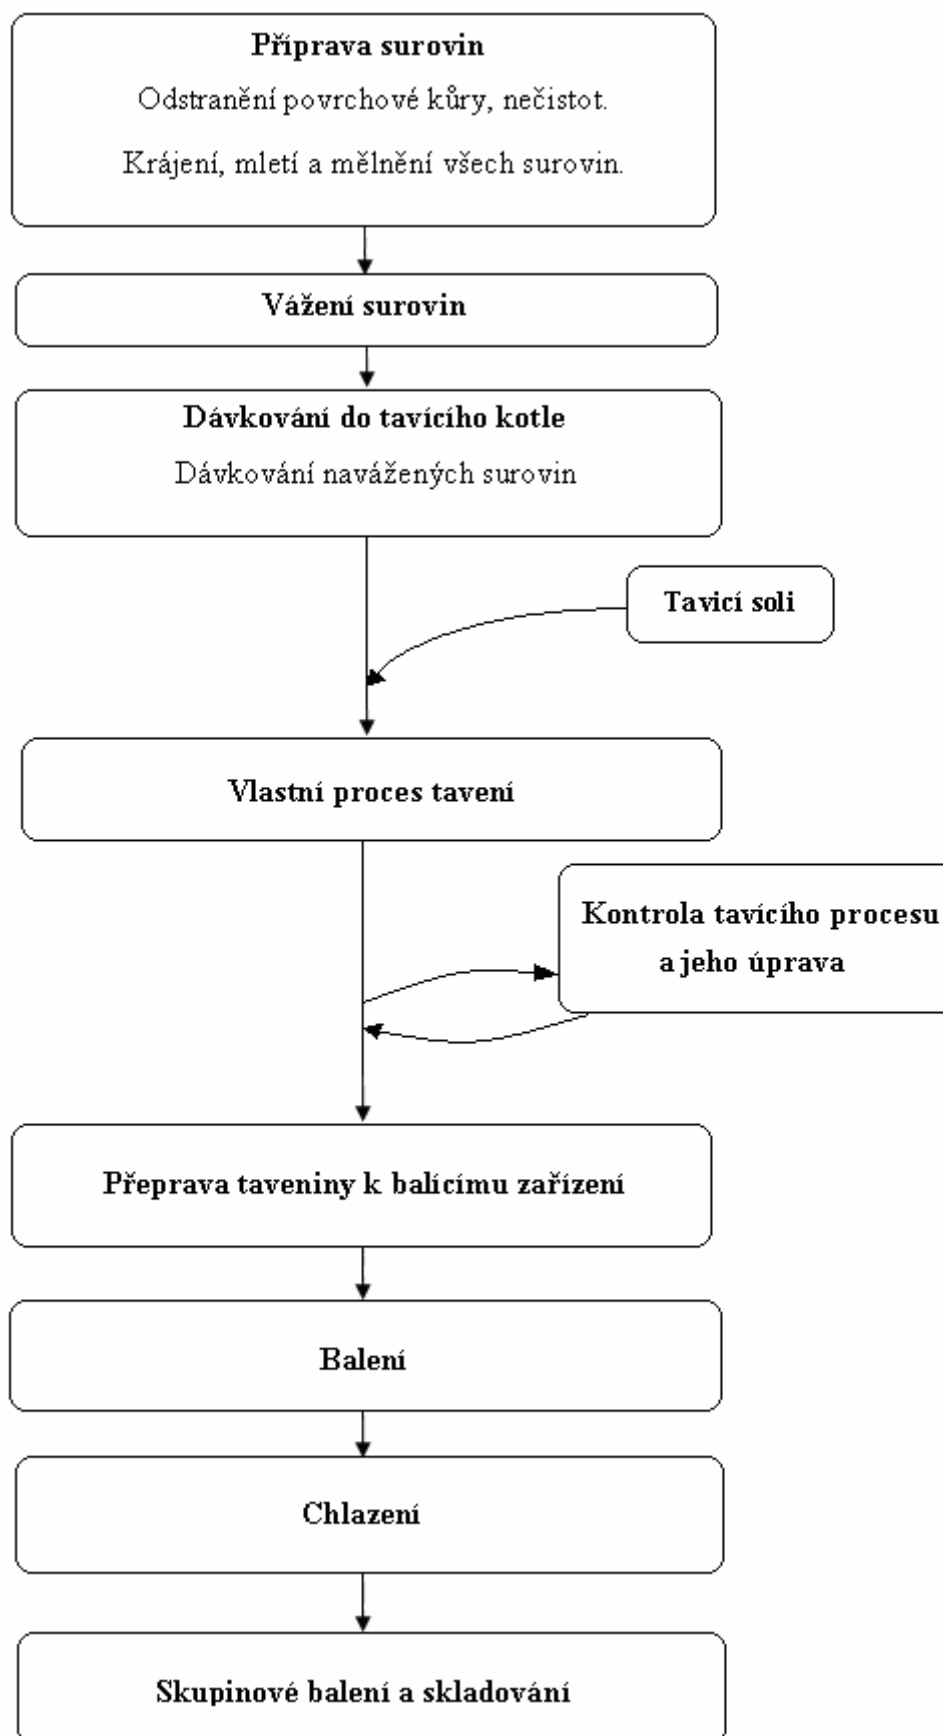 Příprava surovin
Odstranění povrchové kůry, nečistot.
Krájení, mletí a mělnění všech surovin.
Vážení surovin
Dávkování do tavícího kotle
Dávkování navážených surovin
Tavicí soli
Vlastní proces tavení
Kontrola tavícího procesu
a jeho úprava
Přeprava taveniny k balícímu zařízení
Balení
Chlazení
Skupinové balení a skladování